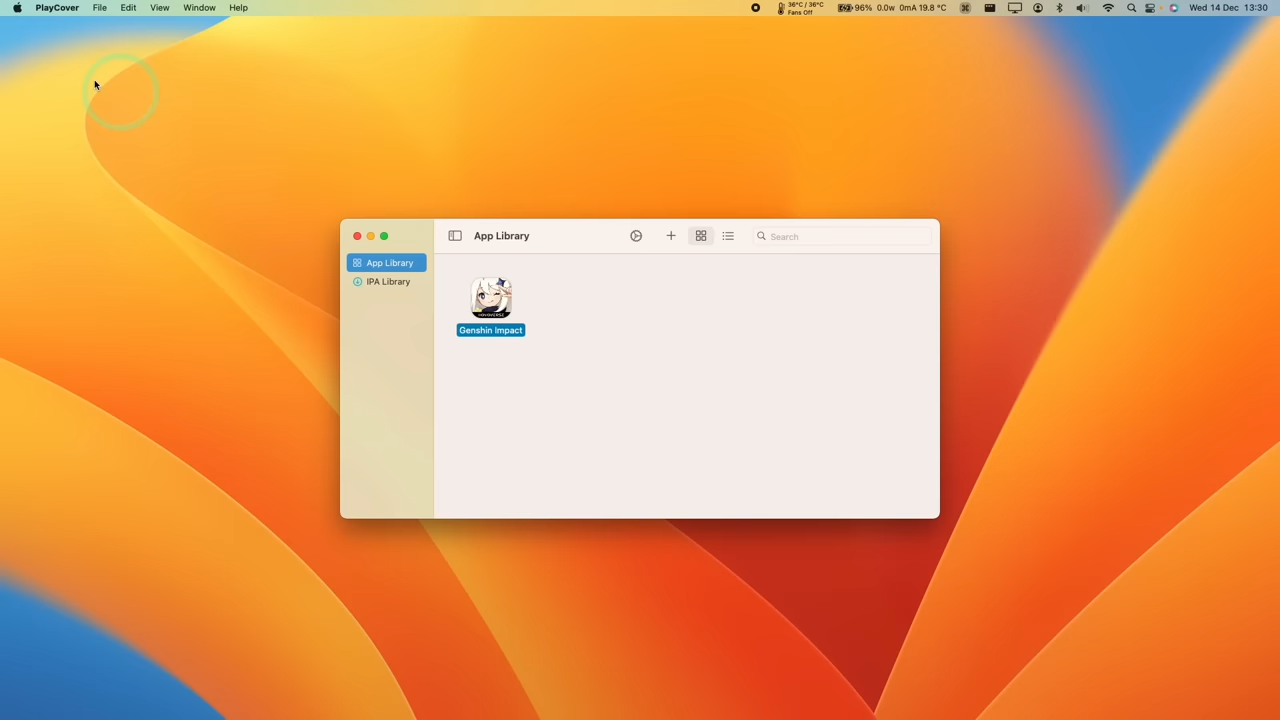 PlayCover File Edit View Window Help 36°C / 36°C Fans Off 96% 0.0w 0mA 19.8 °C Wed 14 Dec 13:30
App Library Search
App Library
IPA Library
HOYOVERSE
Genshin Impact